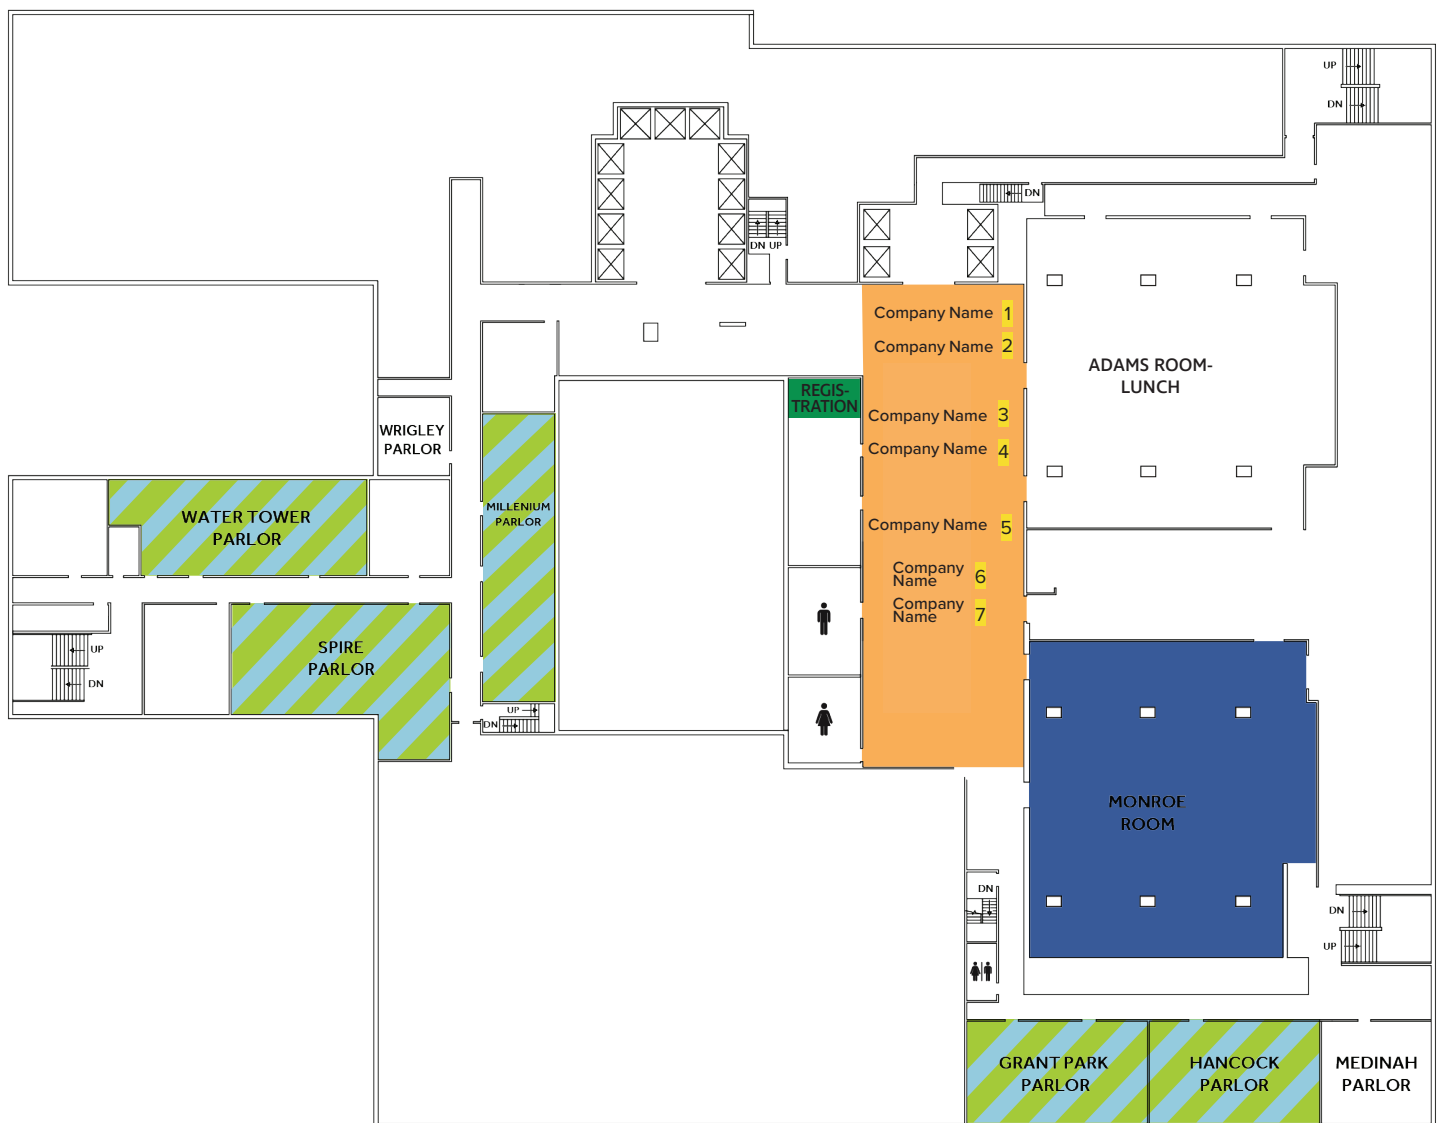 UP
DN
DN
DN UP
Company Name 1
Company Name 2
ADAMS ROOM-
LUNCH
REGIS-
TRATION
Company Name 3
WRIGLEY
PARLOR
Company Name 4
MILLENIUM
PARLOR
WATER TOWER
PARLOR
Company Name 5
Company
Name 6
Company
Name 7
SPIRE
PARLOR
UP
DN
UP
DN
MONROE
ROOM
DN
DN
UP
GRANT PARK
PARLOR
HANCOCK
PARLOR
MEDINAH
PARLOR